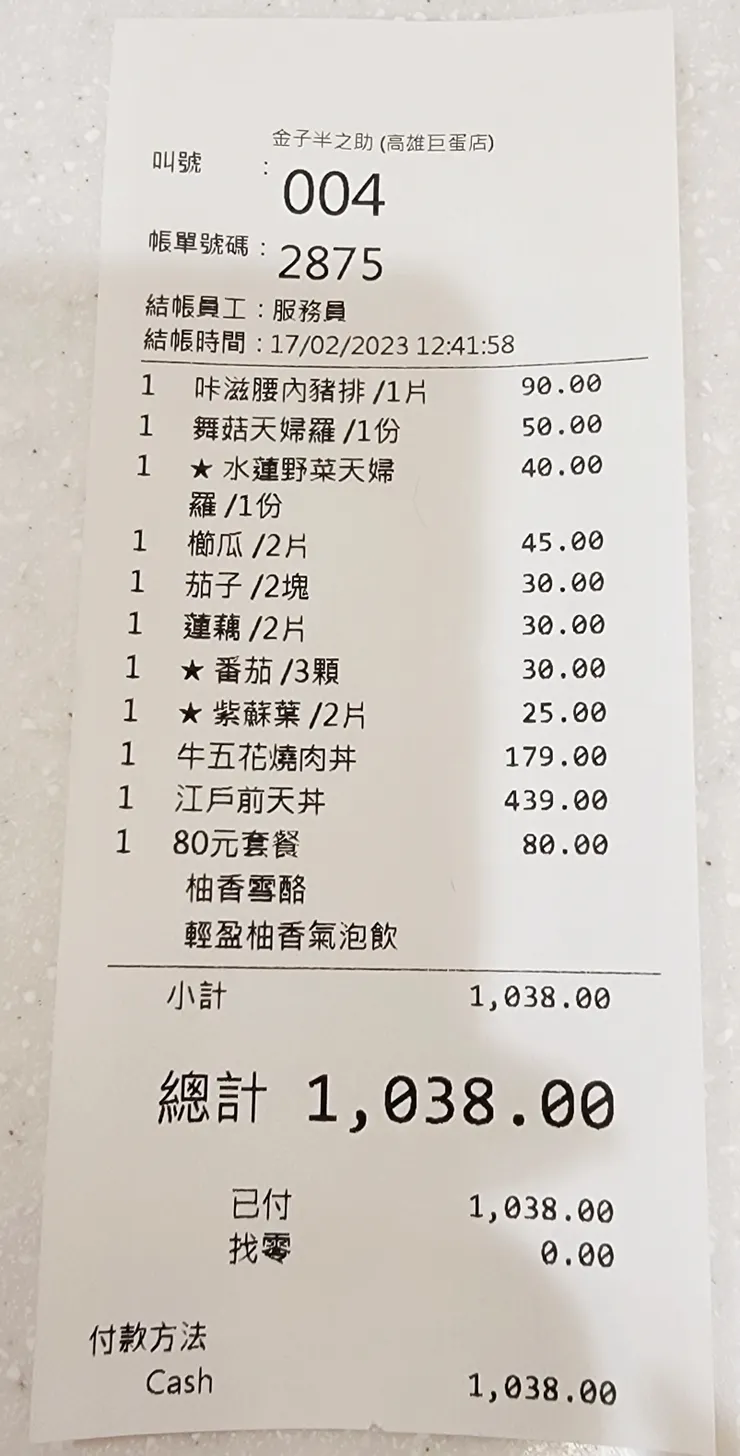 金子半之助 (高雄巨蛋店)
叫號 : 004
帳單號碼 : 2875
結帳員工 : 服務員
結帳時間 : 17/02/2023 12:41:58
1 咔滋腰內豬排 /1片 90.00
1 舞菇天婦羅 /1份 50.00
1 ★ 水蓮野菜天婦 40.00
羅 /1份
1 櫛瓜 /2片 45.00
1 茄子 /2塊 30.00
1 蓮藕 /2片 30.00
1 ★ 番茄 /3顆 30.00
1 ★ 紫蘇葉 /2片 25.00
1 牛五花燒肉丼 179.00
1 江戶前天丼 439.00
1 80元套餐 80.00
柚香雪酪
輕盈柚香氣泡飲
小計 1,038.00
總計 1,038.00
已付 1,038.00
找零 0.00
付款方法
Cash 1,038.00